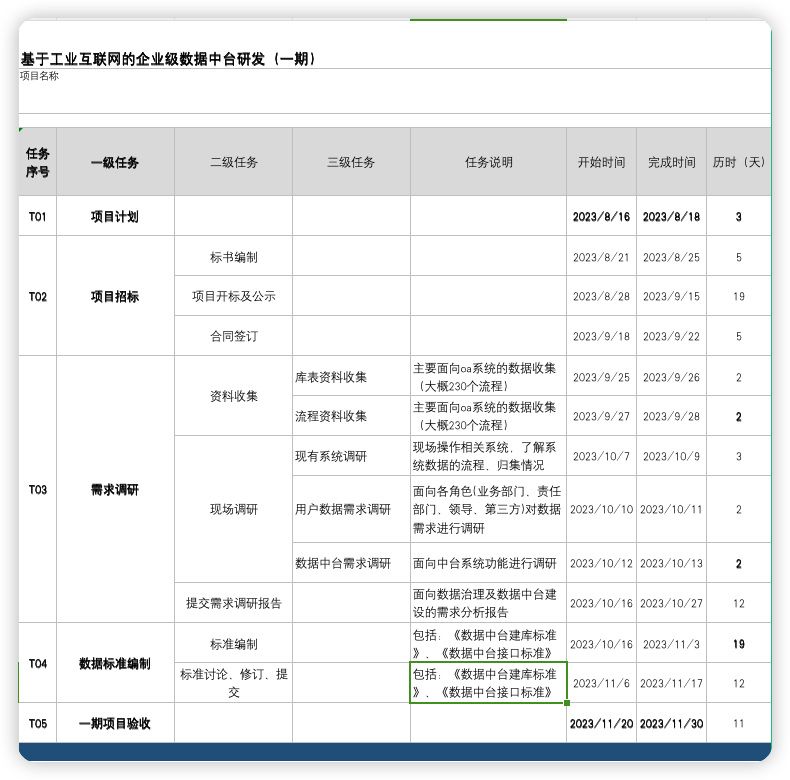 基于工业互联网的企业级数据中台研发（一期）
项目名称
任务序号 一级任务 二级任务 三级任务 任务说明 开始时间 完成时间 历时（天）
T01 项目计划 2023/8/16 2023/8/18 3
T02 项目招标 标书编制 2023/8/21 2023/8/25 5
项目开标及公示 2023/8/28 2023/9/15 19
合同签订 2023/9/18 2023/9/22 5
T03 需求调研 资料收集 库表资料收集 主要面向oa系统的数据收集（大概230个流程） 2023/9/25 2023/9/26 2
流程资料收集 主要面向oa系统的数据收集（大概230个流程） 2023/9/27 2023/9/28 2
现场调研 现有系统调研 现场操作相关系统、了解系统数据的流程、归集情况 2023/10/7 2023/10/9 3
用户数据需求调研 面向各角色(业务部门、责任部门、领导、第三方)对数据需求进行调研 2023/10/10 2023/10/11 2
数据中台需求调研 面向中台系统功能进行调研 2023/10/12 2023/10/13 2
提交需求调研报告 面向数据治理及数据中台建设的需求分析报告 2023/10/16 2023/10/27 12
T04 数据标准编制 标准编制 包括：《数据中台建库标准》、《数据中台接口标准》 2023/10/16 2023/11/3 19
标准讨论、修订、提交 包括：《数据中台建库标准》、《数据中台接口标准》 2023/11/6 2023/11/17 12
T05 一期项目验收 2023/11/20 2023/11/30 11